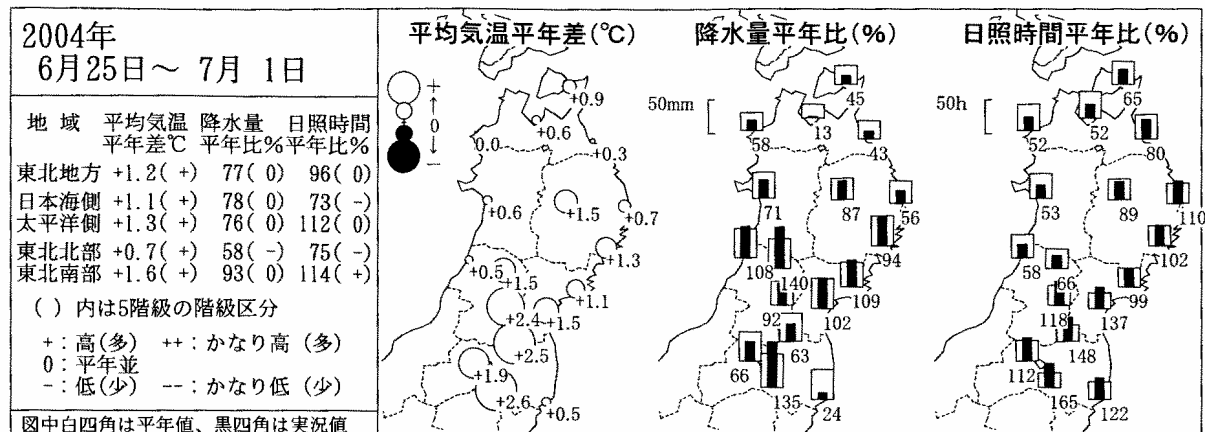 2004年
6月25日～ 7月 1日
地 域 平均気温 降水量 日照時間
平年差℃ 平年比% 平年比%
東北地方 +1.2( +) 77( 0) 96( 0)
日本海側 +1.1( +) 78( 0) 73( -)
太平洋側 +1.3( +) 76( 0) 112( 0)
東北北部 +0.7( +) 58( -) 75( -)
東北南部 +1.6( +) 93( 0) 114( +)
( ) 内は5階級の階級区分
+ : 高(多) ++ : かなり高 (多)
0 : 平年並
- : 低(少) -- : かなり低 (少)
図中白四角は平年値、黒四角は実況値
平均気温平年差(℃)
+
↑
0
↓
-
+0.9
+0.6
0.0
+0.3
+0.6
+1.5
+0.7
+1.3
+0.5
+1.5
+1.1
+2.4
+1.5
+2.5
+1.9
+2.6
+0.5
降水量平年比(%)
50mm
45
13
58
43
71
87
56
94
108
140
109
92
102
63
66
135
24
日照時間平年比(%)
50h
65
52
52
80
53
89
110
102
58
66
99
118
137
148
112
165
122